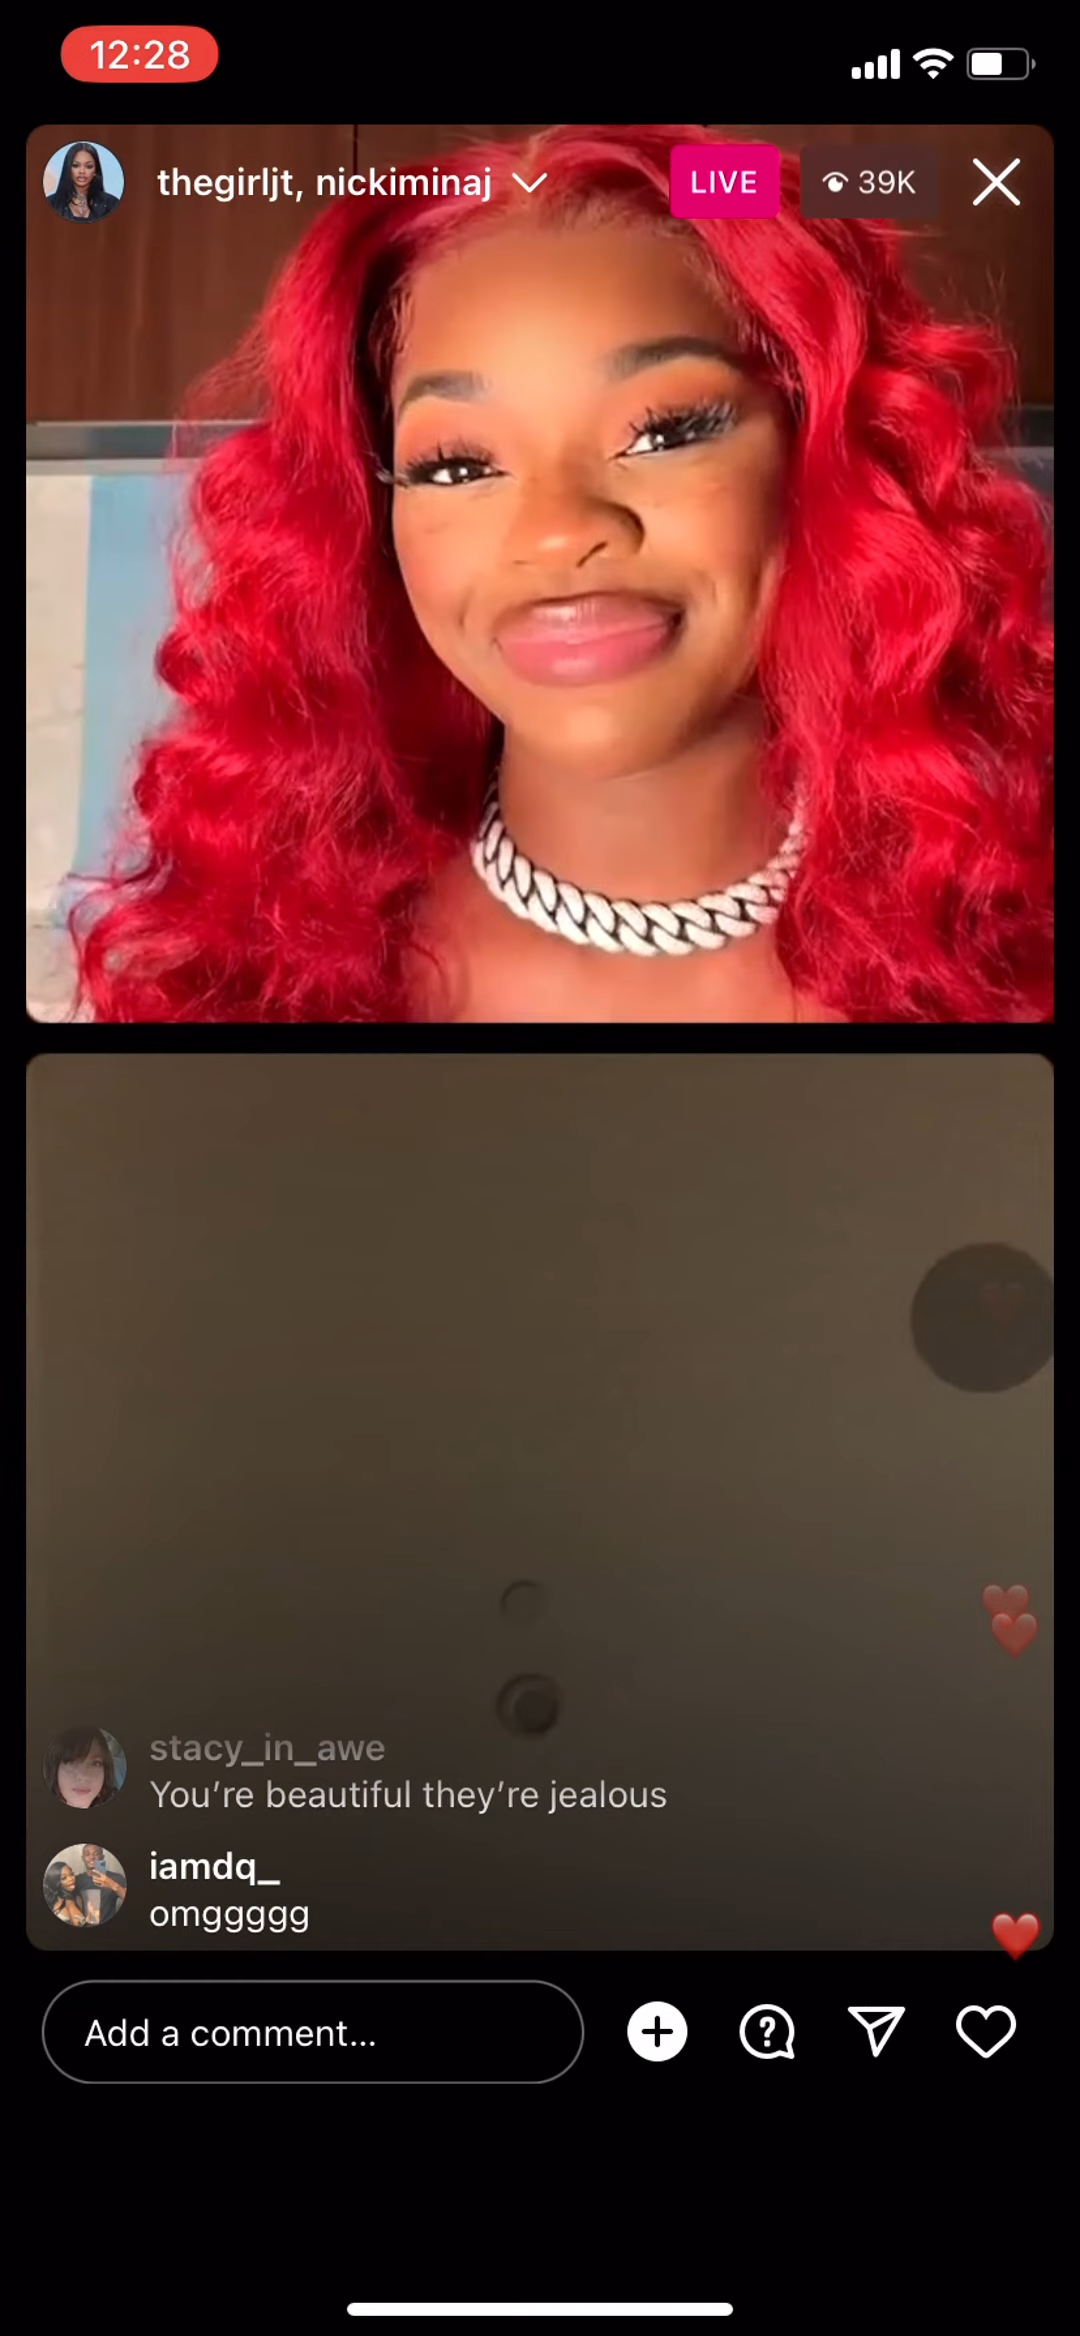 12:28
thegirljt, nickiminaj
LIVE
39K
stacy_in_awe
You’re beautiful they’re jealous
iamdq_
omggggg
Add a comment...